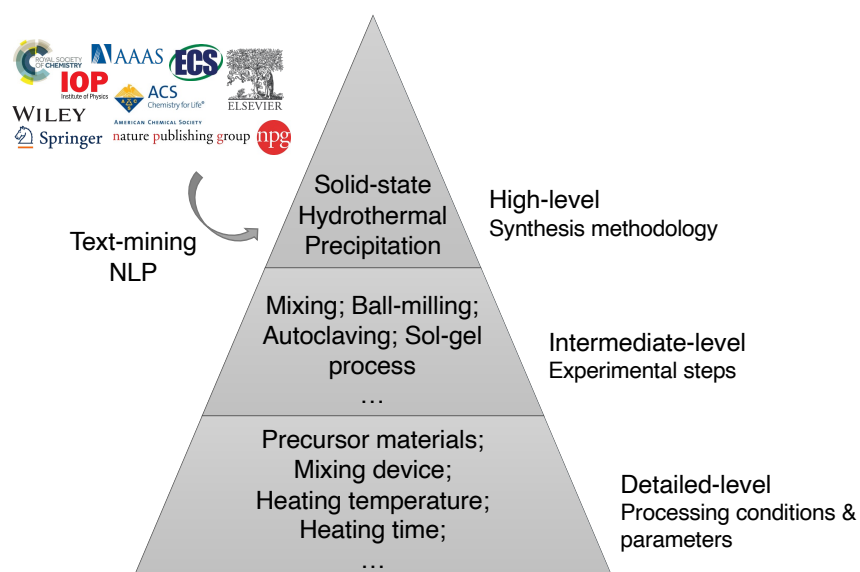 ROYAL SOCIETY
OF CHEMISTRY
AAAS
ECS
IOP
Institute of Physics
ACS
Chemistry for Life®
AMERICAN CHEMICAL SOCIETY
ELSEVIER
WILEY
Springer
nature publishing group
npg
Text-mining
NLP
Solid-state
Hydrothermal
Precipitation
High-level
Synthesis methodology
Mixing; Ball-milling;
Autoclaving; Sol-gel
process
…
Intermediate-level
Experimental steps
Precursor materials;
Mixing device;
Heating temperature;
Heating time;
…
Detailed-level
Processing conditions &
parameters